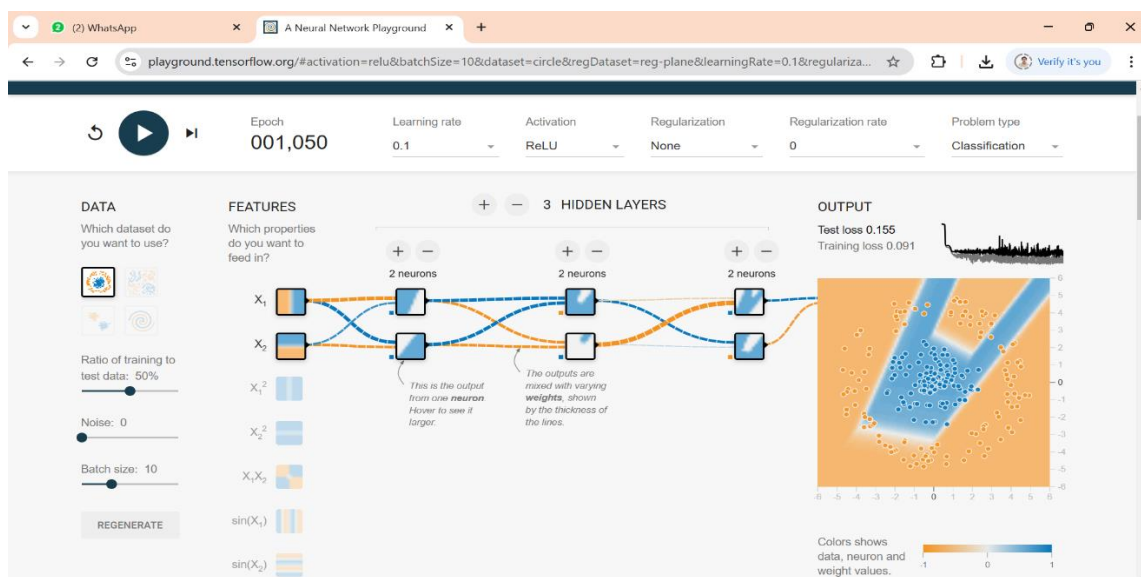 2 (2) WhatsApp
A Neural Network Playground
playground.tensorflow.org/#activation=relu&batchSize=10&dataset=circle&regDataset=reg-plane&learningRate=0.1&regulariza...
Verify it's you
Epoch
001,050
Learning rate
0.1
Activation
ReLU
Regularization
None
Regularization rate
0
Problem type
Classification
DATA
Which dataset do
you want to use?
Ratio of training to
test data: 50%
Noise: 0
Batch size: 10
REGENERATE
FEATURES
Which properties
do you want to
feed in?
X₁
X₂
X₁²
X₂²
X₁X₂
sin(X₁)
sin(X₂)
+ − 3 HIDDEN LAYERS
+ −
2 neurons
+ −
2 neurons
+ −
2 neurons
This is the output
from one neuron.
Hover to see it
larger.
The outputs are
mixed with varying
weights, shown
by the thickness of
the lines.
OUTPUT
Test loss 0.155
Training loss 0.091
6
5
4
3
2
1
0
-1
-2
-3
-4
-5
-6
-6 -5 -4 -3 -2 -1 0 1 2 3 4 5 6
Colors shows
data, neuron and
weight values.
-1 0 1